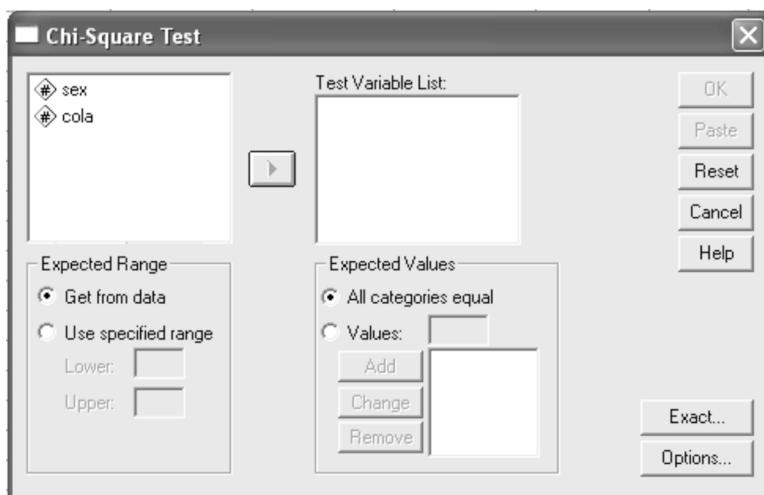 Chi-Square Test
sex
cola
Test Variable List:
OK
Paste
Reset
Cancel
Help
Expected Range
Get from data
Use specified range
Lower:
Upper:
Expected Values
All categories equal
Values:
Add
Change
Remove
Exact...
Options...